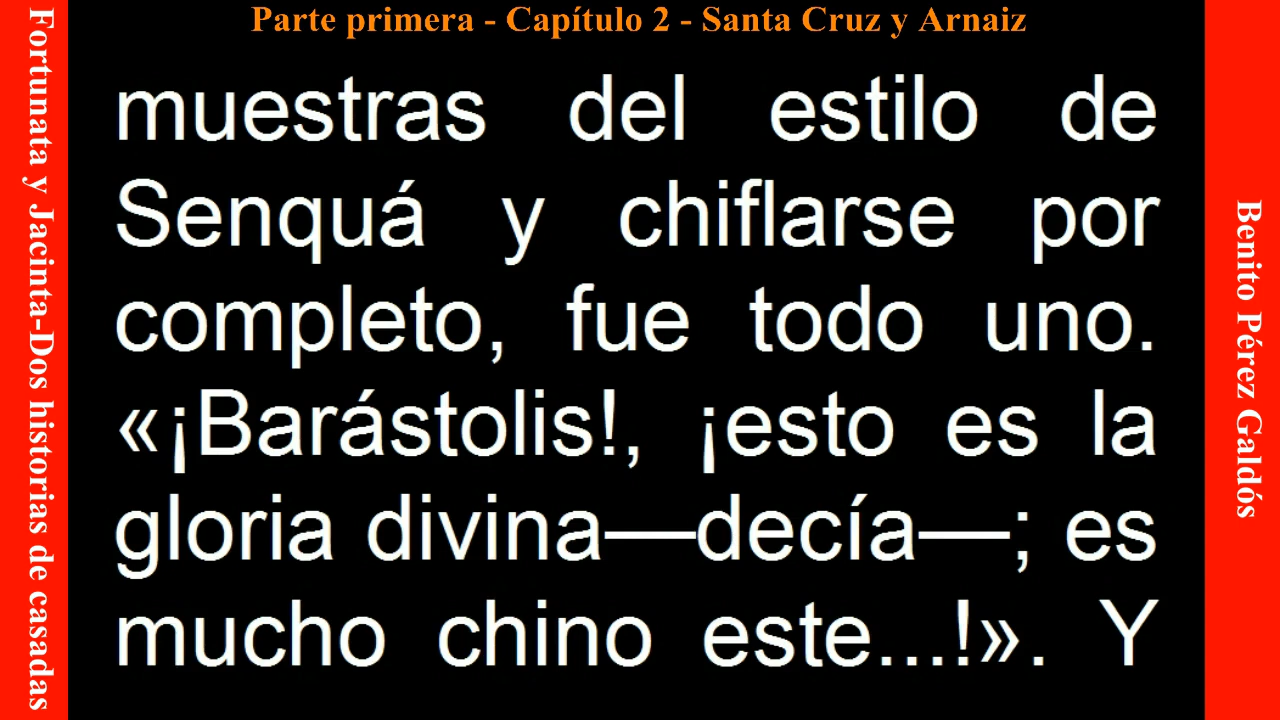 Parte primera - Capítulo 2 - Santa Cruz y Arnaiz
Fortunata y Jacinta-Dos historias de casadas
muestras del estilo de
Senquá y chiflarse por
completo, fue todo uno.
«¡Barástolis!, ¡esto es la
gloria divina—decía—; es
mucho chino este...!». Y
Benito Pérez Galdós